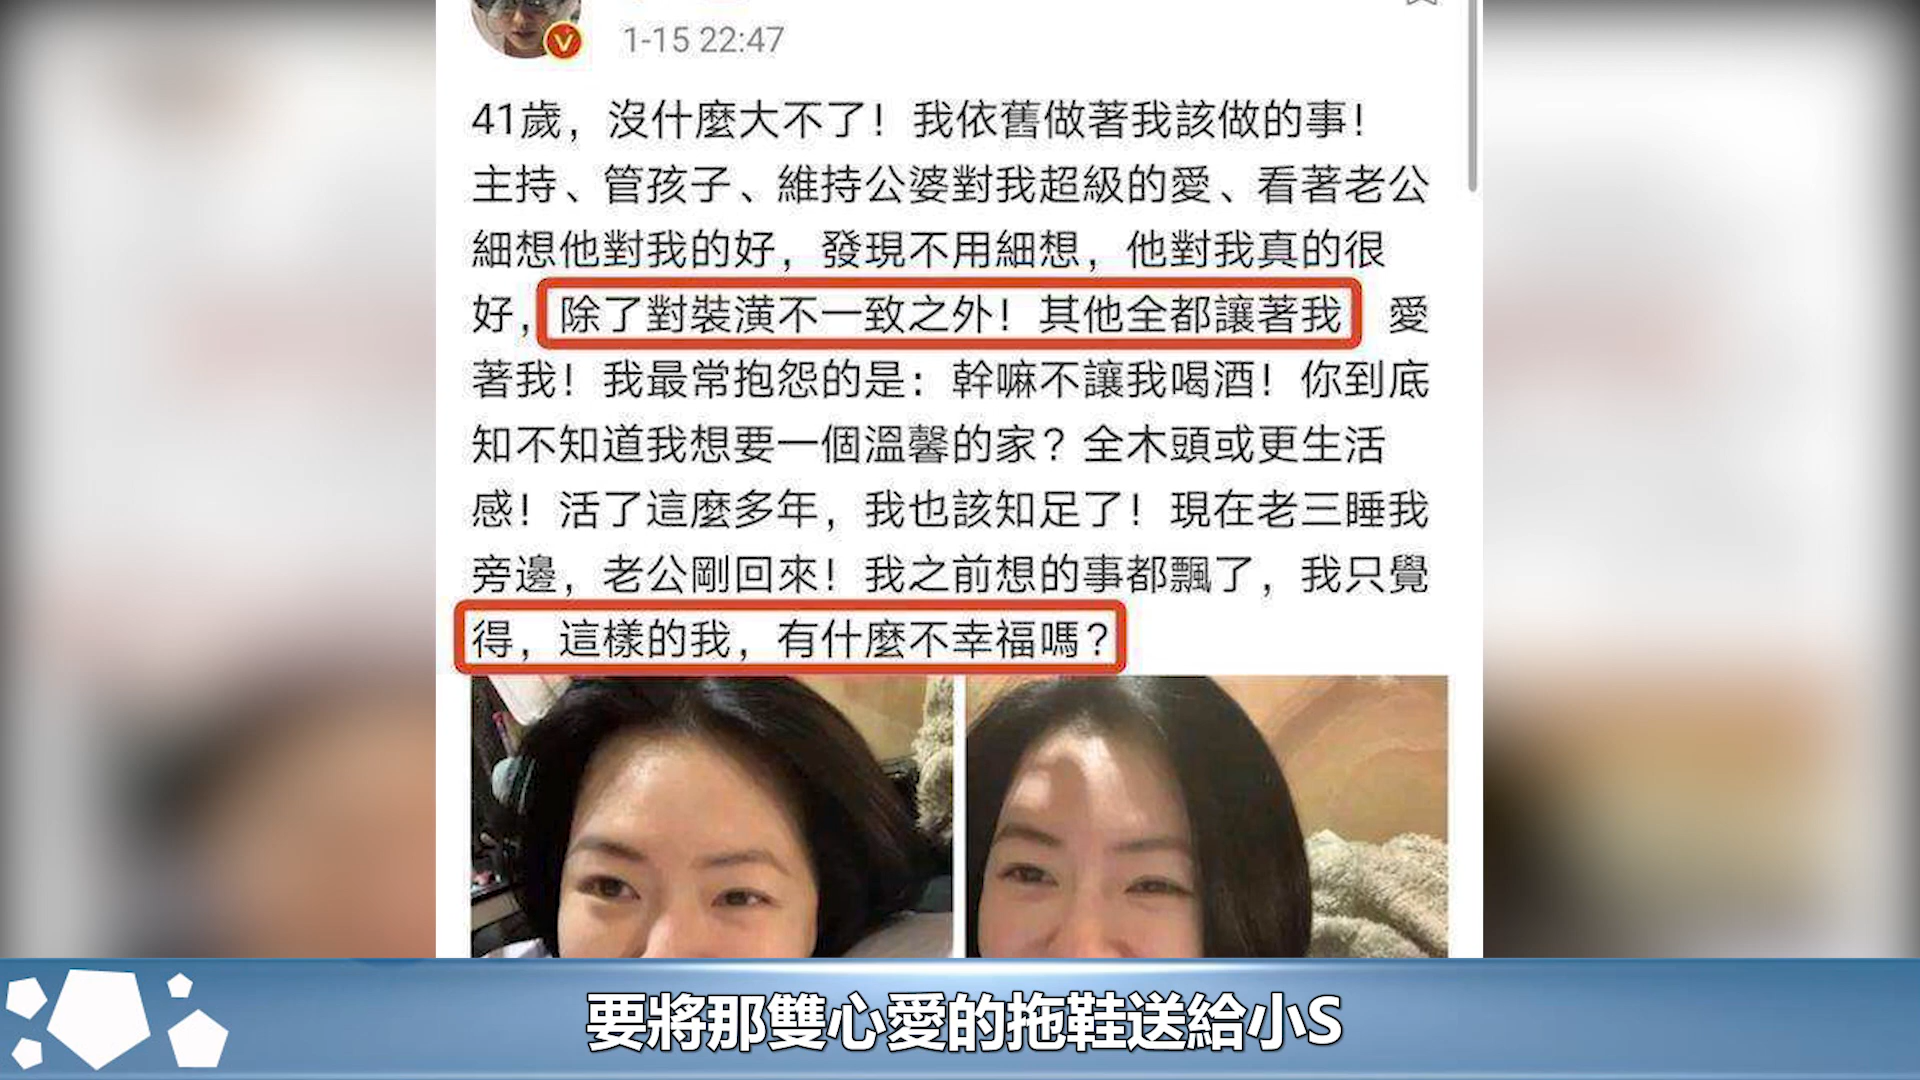 1-15 22:47
41歲，沒什麼大不了！我依舊做著我該做的事！
主持、管孩子、維持公婆對我超級的愛、看著老公
細想他對我的好，發現不用細想，他對我真的很
好，除了對裝潢不一致之外！其他全都讓著我 愛
著我！我最常抱怨的是：幹嘛不讓我喝酒！你到底
知不知道我想要一個溫馨的家？全木頭或更生活
感！活了這麼多年，我也該知足了！現在老三睡我
旁邊，老公剛回來！我之前想的事都飄了，我只覺
得，這樣的我，有什麼不幸福嗎？
要將那雙心愛的拖鞋送給小S